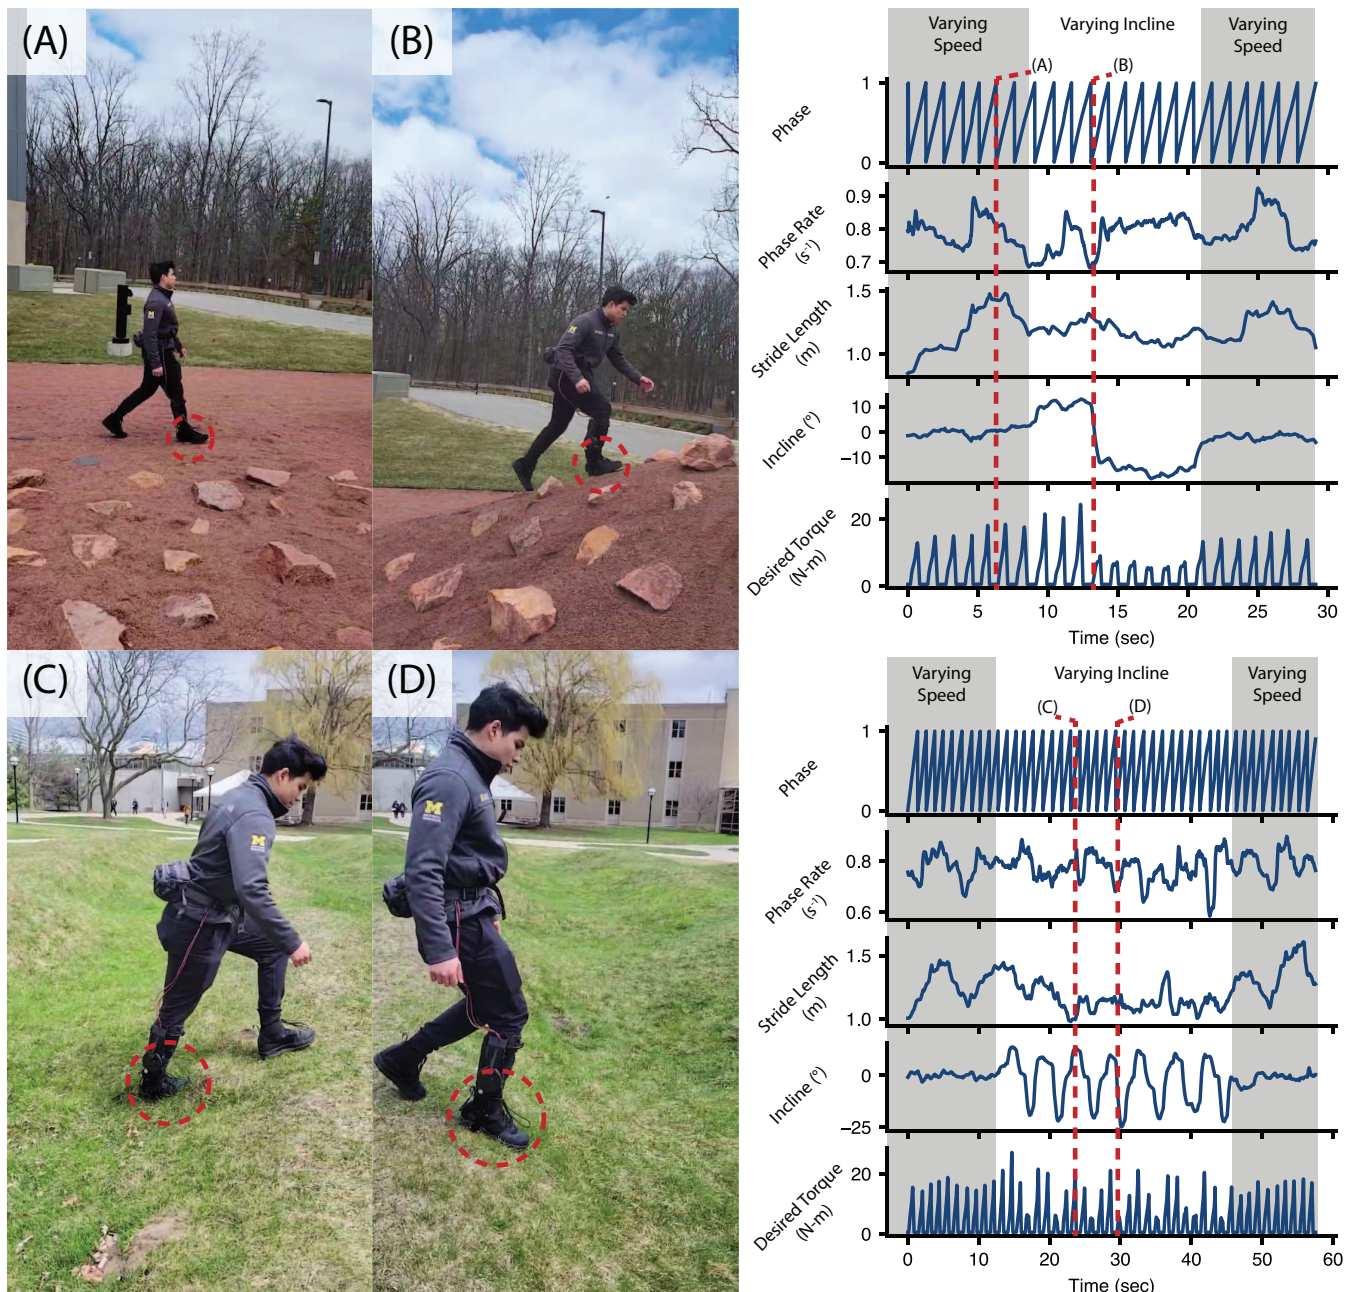 (A)
(B)
M
M
Varying
Speed
Varying Incline
Varying
Speed
(A)
(B)
Phase
1
0
Phase Rate
(s⁻¹)
0.9
0.8
0.7
Stride Length
(m)
1.5
1.0
Incline (°)
10
0
−10
Desired Torque
(N-m)
20
0
0 5 10 15 20 25 30
Time (sec)
(C)
(D)
M
M
Varying
Speed
Varying Incline
Varying
Speed
(C)
(D)
Phase
1
0
Phase Rate
(s⁻¹)
0.8
0.6
Stride Length
(m)
1.5
1.0
Incline (°)
0
−25
Desired Torque
(N-m)
20
0
0 10 20 30 40 50 60
Time (sec)